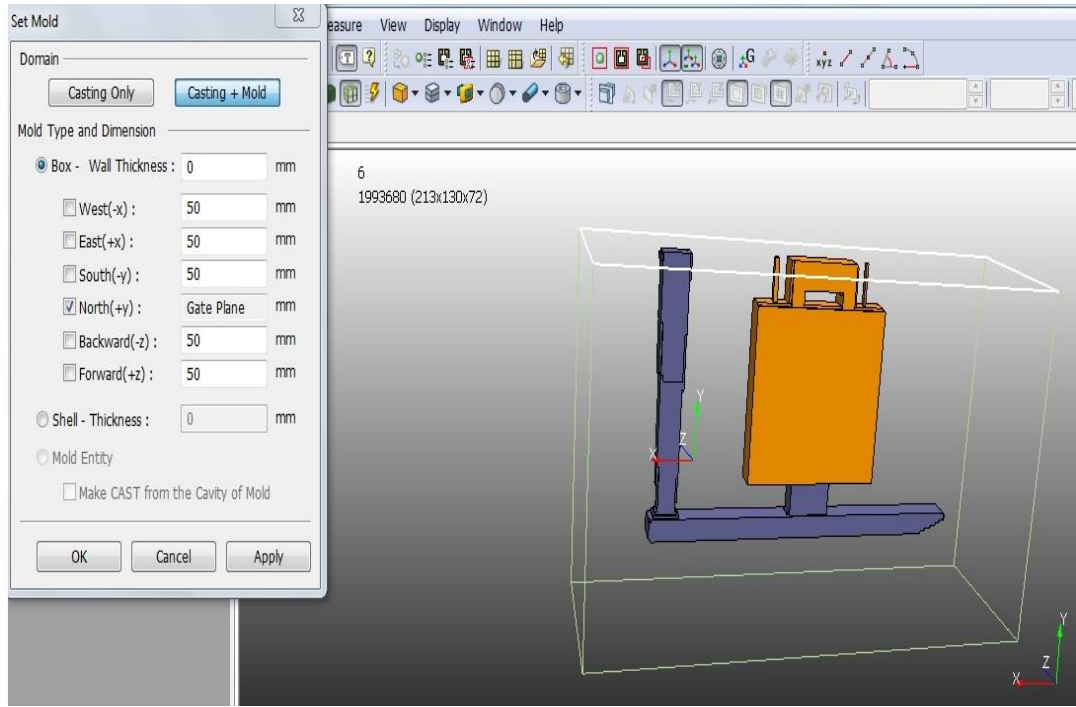 Set Mold
easure View Display Window Help
Domain
Casting Only Casting + Mold
xyz
G
Mold Type and Dimension
Box - Wall Thickness : 0 mm
West(-x) : 50 mm
East(+x) : 50 mm
South(-y) : 50 mm
North(+y) : Gate Plane mm
Backward(-z) : 50 mm
Forward(+z) : 50 mm
Shell - Thickness : 0 mm
Mold Entity
Make CAST from the Cavity of Mold
OK Cancel Apply
6
1993680 (213x130x72)
Y
Z
X
Y
Z
X